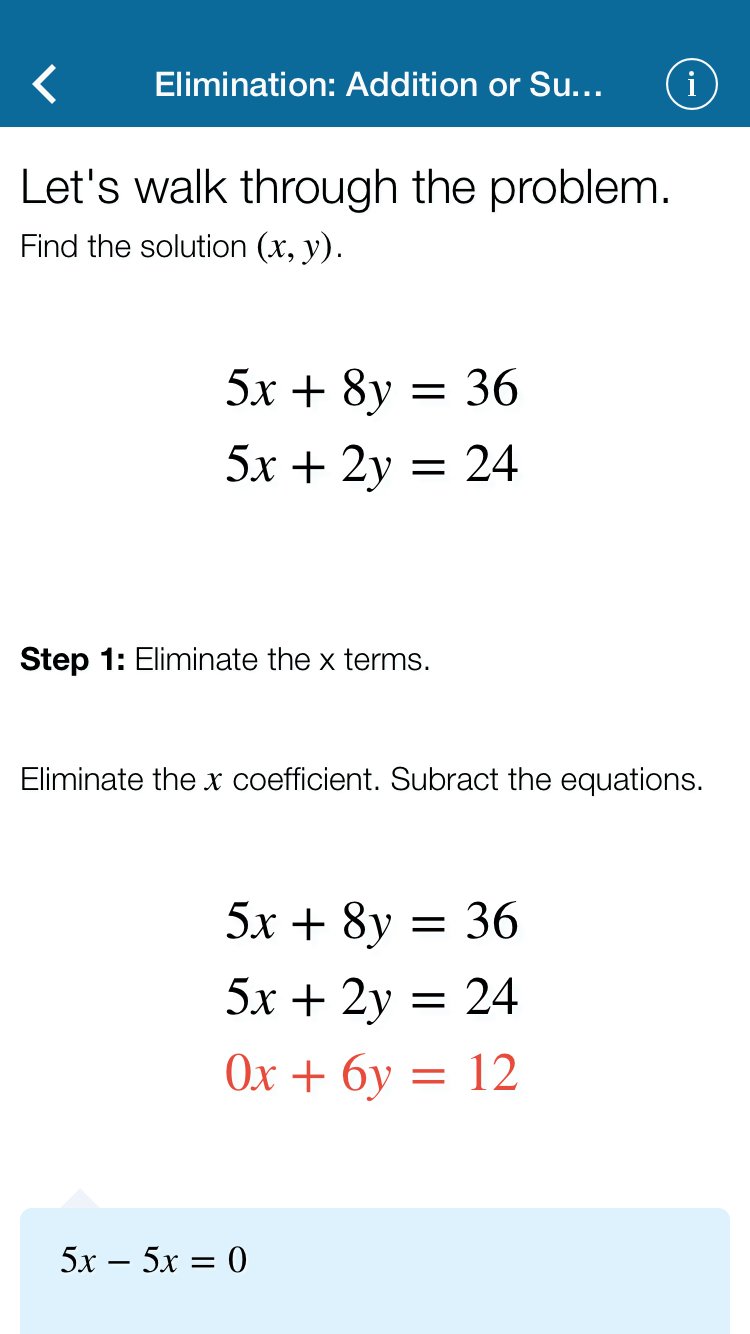 Elimination: Addition or Su...
i
Let's walk through the problem.
Find the solution (x, y).
5x + 8y = 36
5x + 2y = 24
Step 1: Eliminate the x terms.
Eliminate the x coefficient. Subract the equations.
5x + 8y = 36
5x + 2y = 24
0x + 6y = 12
5x − 5x = 0